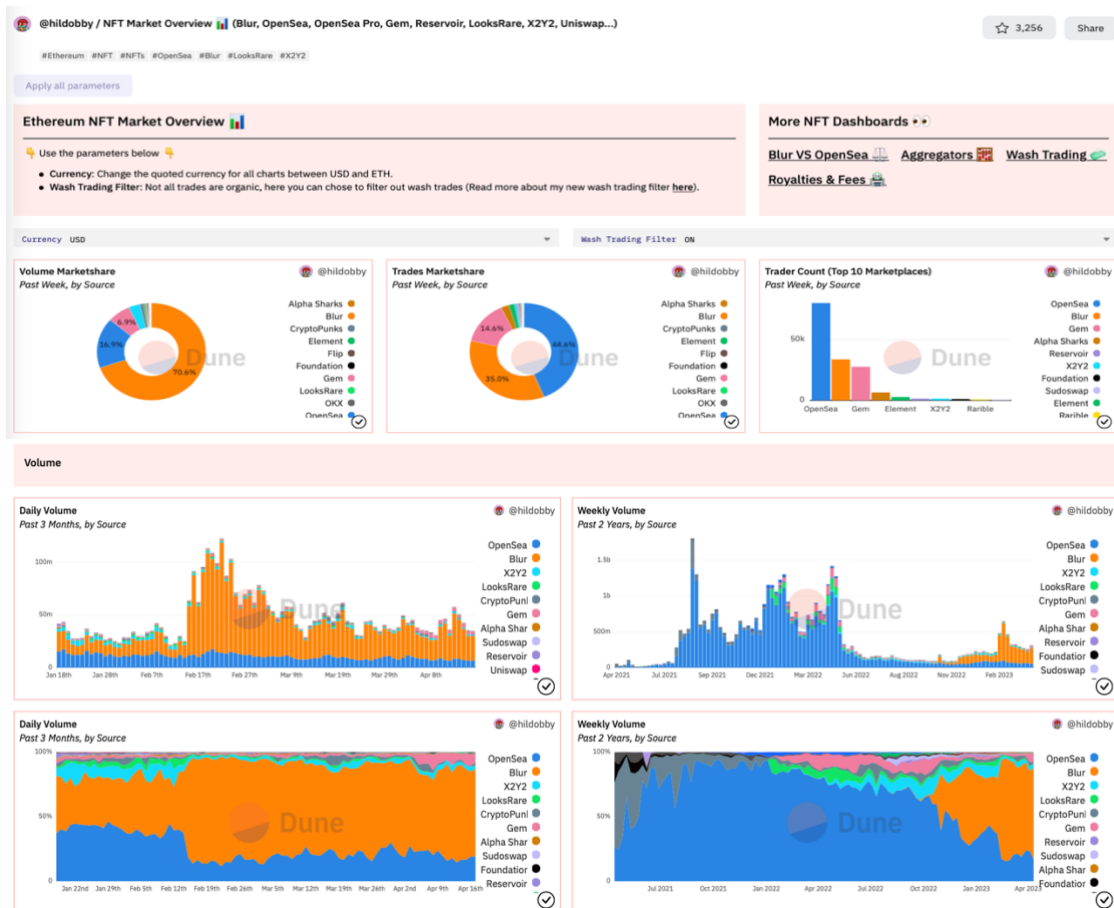 @hildobby / NFT Market Overview 📊 (Blur, OpenSea, OpenSea Pro, Gem, Reservoir, LooksRare, X2Y2, Uniswap...)
3,256
Share
#Ethereum #NFT #NFTs #OpenSea #Blur #LooksRare #X2Y2
Apply all parameters
Ethereum NFT Market Overview 📊
👇 Use the parameters below 👇
• Currency: Change the quoted currency for all charts between USD and ETH.
• Wash Trading Filter: Not all trades are organic, here you can chose to filter out wash trades (Read more about my new wash trading filter here).
More NFT Dashboards 👀
Blur VS OpenSea Aggregators Wash Trading
Royalties & Fees
Currency USD
Wash Trading Filter ON
Volume Marketshare
@hildobby
Past Week, by Source
6.9%
16.9%
70.6%
Dune
Alpha Sharks
Blur
CryptoPunks
Element
Flip
Foundation
Gem
LooksRare
OKX
OpenSea
Trades Marketshare
@hildobby
Past Week, by Source
14.6%
44.6%
35.0%
Dune
Alpha Sharks
Blur
CryptoPunks
Element
Flip
Foundation
Gem
LooksRare
OKX
OpenSea
Trader Count (Top 10 Marketplaces)
@hildobby
Past Week, by Source
50k
0
Dune
OpenSea Gem Element X2Y2 Rarible
OpenSea
Blur
Gem
Alpha Sharks
Reservoir
X2Y2
Foundation
Sudoswap
Element
Rarible
Volume
Daily Volume
@hildobby
Past 3 Months, by Source
100m
50m
0
Dune
Jan 18th Jan 28th Feb 7th Feb 17th Feb 27th Mar 9th Mar 19th Mar 29th Apr 8th
OpenSea
Blur
X2Y2
LooksRare
CryptoPunl
Gem
Alpha Shar
Sudoswap
Reservoir
Uniswap
Weekly Volume
@hildobby
Past 2 Years, by Source
1.5b
1b
500m
0
Dune
Apr 2021 Jul 2021 Sep 2021 Dec 2021 Mar 2022 Jun 2022 Aug 2022 Nov 2022 Feb 2023
OpenSea
Blur
X2Y2
LooksRare
CryptoPunl
Gem
Alpha Shar
Reservoir
Foundatior
Sudoswap
Daily Volume
@hildobby
Past 3 Months, by Source
100%
50%
0
Dune
Jan 22nd Jan 29th Feb 5th Feb 12th Feb 19th Feb 26th Mar 5th Mar 12th Mar 19th Mar 26th Apr 2nd Apr 9th Apr 16th
OpenSea
Blur
X2Y2
LooksRare
CryptoPunl
Gem
Alpha Shar
Sudoswap
Foundatior
Reservoir
Weekly Volume
@hildobby
Past 2 Years, by Source
100%
50%
0
Dune
Jul 2021 Oct 2021 Jan 2022 Apr 2022 Jul 2022 Oct 2022 Jan 2023 Apr 2023
OpenSea
Blur
X2Y2
LooksRare
CryptoPunl
Gem
Reservoir
Sudoswap
Alpha Shar
Foundatior